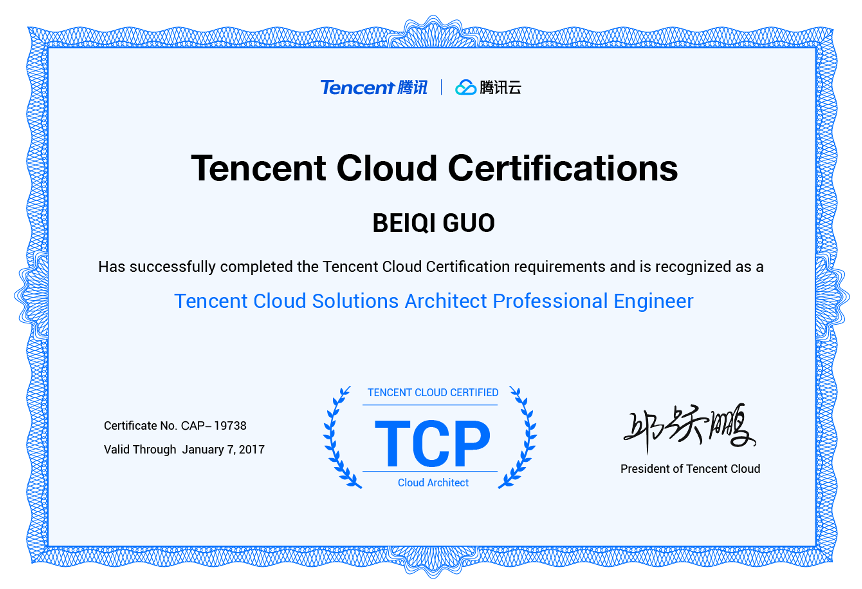 Tencent 腾讯 | 腾讯云
Tencent Cloud Certifications
BEIQI GUO
Has successfully completed the Tencent Cloud Certification requirements and is recognized as a
Tencent Cloud Solutions Architect Professional Engineer
TENCENT CLOUD CERTIFIED
TCP
Cloud Architect
Certificate No. CAP– 19738
Valid Through January 7, 2017
邱跃鹏
President of Tencent Cloud